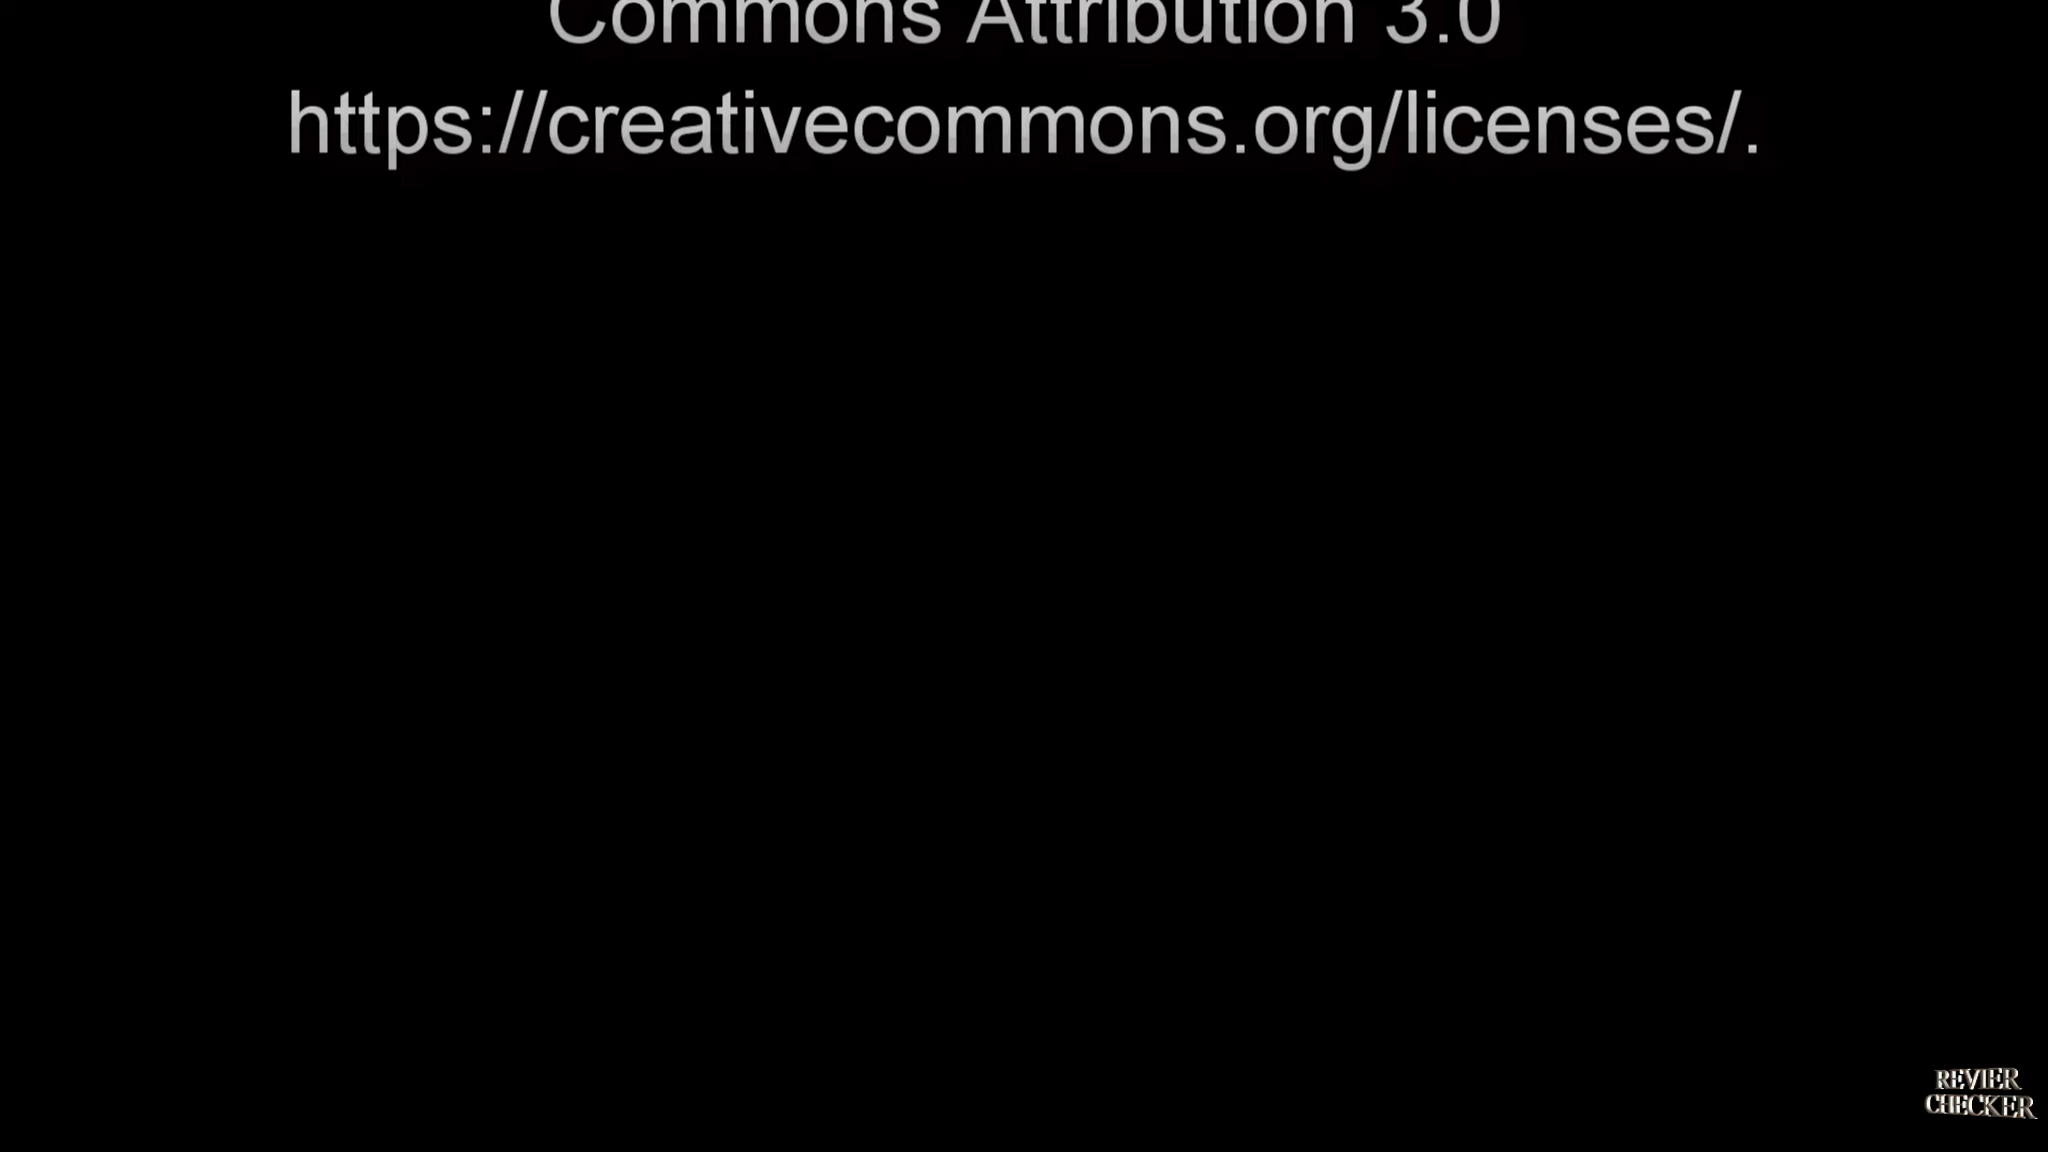 Commons Attribution 3.0
https://creativecommons.org/licenses/.
REVIER
CHECKER